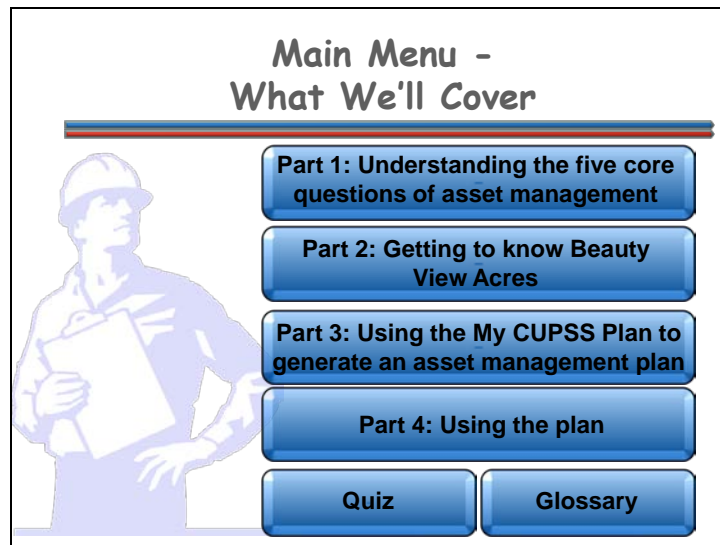 Main Menu -
What We'll Cover
Part 1: Understanding the five core
questions of asset management
Part 2: Getting to know Beauty
View Acres
Part 3: Using the My CUPSS Plan to
generate an asset management plan
Part 4: Using the plan
Quiz
Glossary